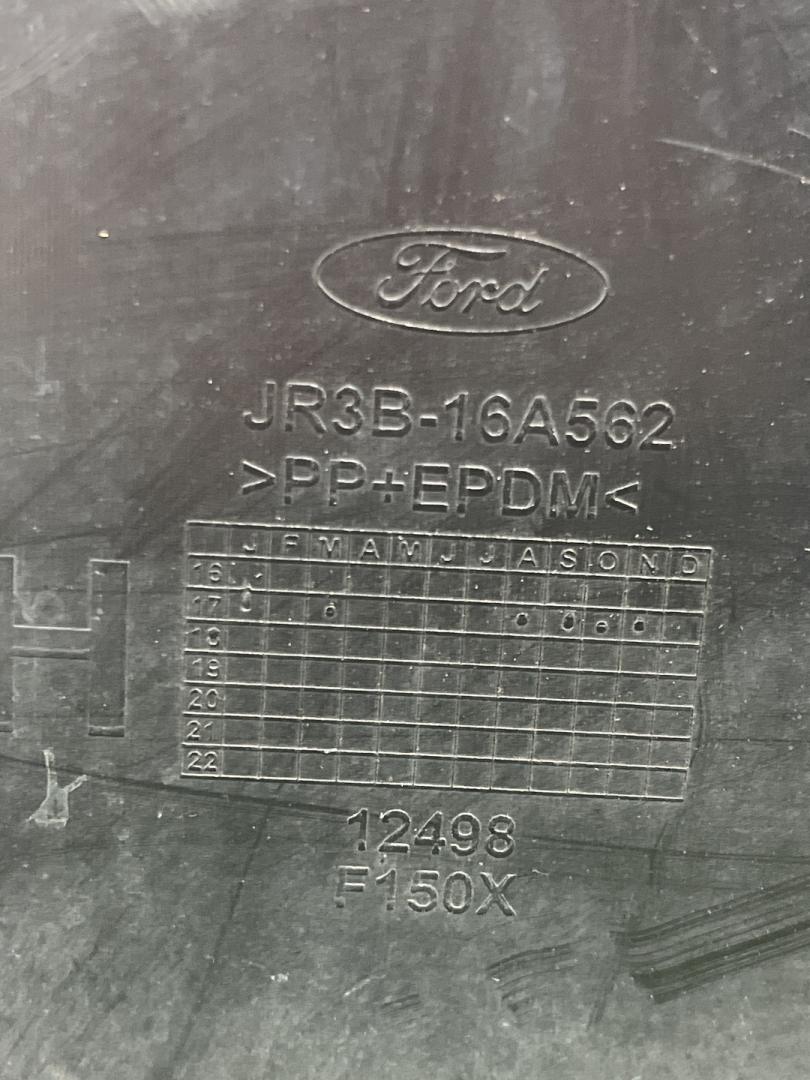 Ford
JR3B-16A562
>PP+EPDM<
J F M A M J J A S O N D
16
17
18
19
20
21
22
H
12498
F150X